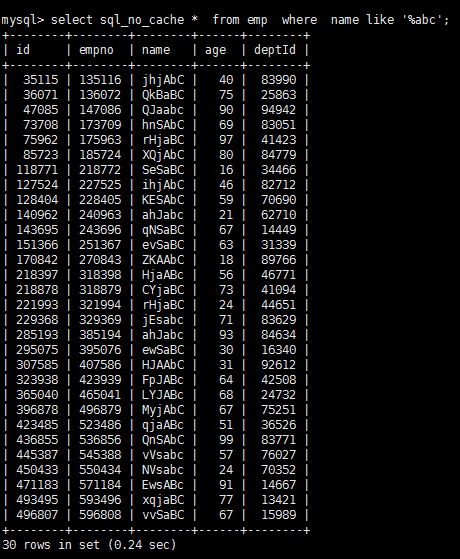 mysql> select sql_no_cache *  from emp  where  name like '%abc';
+--------+--------+--------+------+--------+
| id     | empno  | name   | age  | deptId |
+--------+--------+--------+------+--------+
|  35115 | 135116 | jhjAbC |   40 |  83990 |
|  36071 | 136072 | QkBaBC |   75 |  25863 |
|  47085 | 147086 | QJaabc |   90 |  94942 |
|  73708 | 173709 | hnSAbC |   69 |  83051 |
|  75962 | 175963 | rHjaBC |   97 |  41423 |
|  85723 | 185724 | XQjAbC |   80 |  84779 |
| 118771 | 218772 | SeSaBC |   16 |  34466 |
| 127524 | 227525 | ihjAbC |   46 |  82712 |
| 128404 | 228405 | KESAbC |   59 |  70690 |
| 140962 | 240963 | ahJabc |   21 |  62710 |
| 143695 | 243696 | qNSaBC |   67 |  14449 |
| 151366 | 251367 | evSaBC |   63 |  31339 |
| 170842 | 270843 | ZKAAbC |   18 |  89766 |
| 218397 | 318398 | HjaABc |   56 |  46771 |
| 218878 | 318879 | CYjaBC |   73 |  41094 |
| 221993 | 321994 | rHjaBC |   24 |  44651 |
| 229368 | 329369 | jEsabc |   71 |  83629 |
| 285193 | 385194 | ahJabc |   93 |  84634 |
| 295075 | 395076 | ewSaBC |   30 |  16340 |
| 307585 | 407586 | HJAAbC |   31 |  92612 |
| 323938 | 423939 | FpJABc |   64 |  42508 |
| 365040 | 465041 | LYJABc |   68 |  24732 |
| 396878 | 496879 | MyjAbC |   67 |  75251 |
| 423485 | 523486 | qjaABc |   51 |  36526 |
| 436855 | 536856 | QnSAbC |   99 |  83771 |
| 445387 | 545388 | vVsabc |   57 |  76027 |
| 450433 | 550434 | NVsabc |   24 |  70352 |
| 471183 | 571184 | EwsABc |   91 |  14667 |
| 493495 | 593496 | xqjaBC |   77 |  13421 |
| 496807 | 596808 | vvSaBC |   67 |  15989 |
+--------+--------+--------+------+--------+
30 rows in set (0.24 sec)